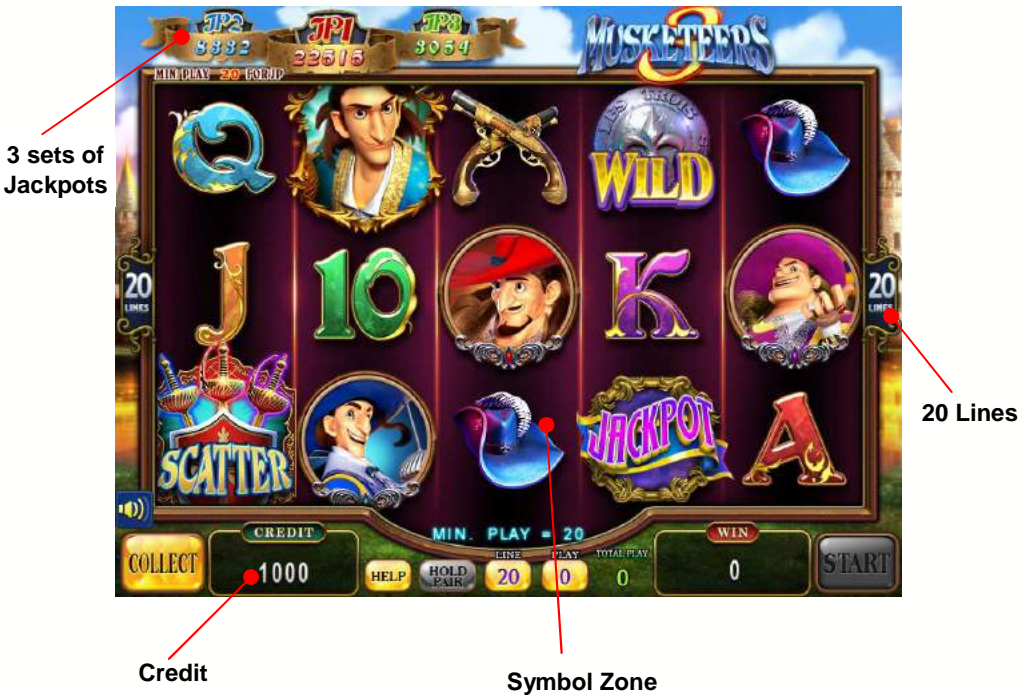 JP2
8332
JP1
22515
JP3
3054
3
MUSKETEERS
MIN. PLAY 20 FOR JP
3 sets of
Jackpots
Q
LES TROIS
WILD
20
LINES
J
10
K
20
LINES
20 Lines
SCATTER
JACKPOT
A
MIN. PLAY = 20
COLLECT
CREDIT
1000
HELP
HOLD
PAIR
LINE
20
PLAY
0
TOTAL PLAY
0
WIN
0
START
Credit
Symbol Zone